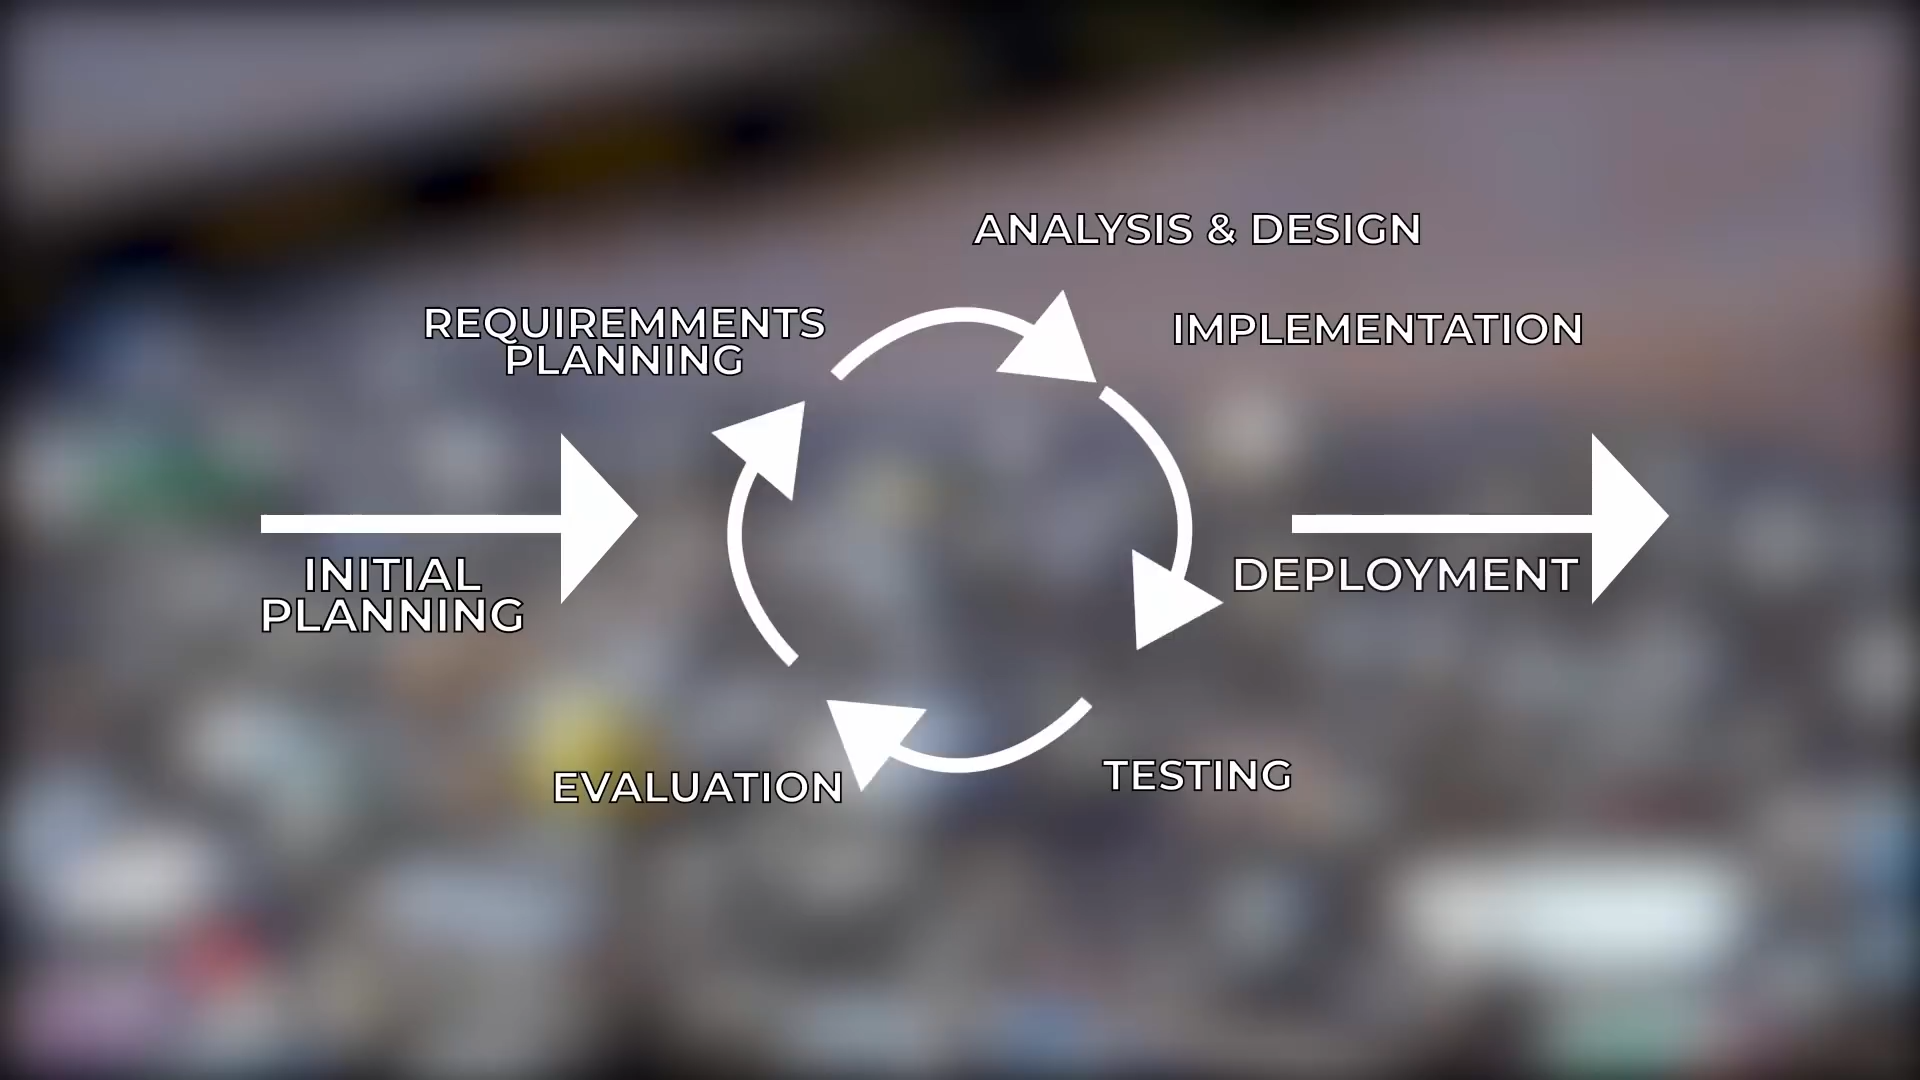 ANALYSIS & DESIGN
REQUIREMMENTS
PLANNING
IMPLEMENTATION
INITIAL
PLANNING
DEPLOYMENT
EVALUATION
TESTING